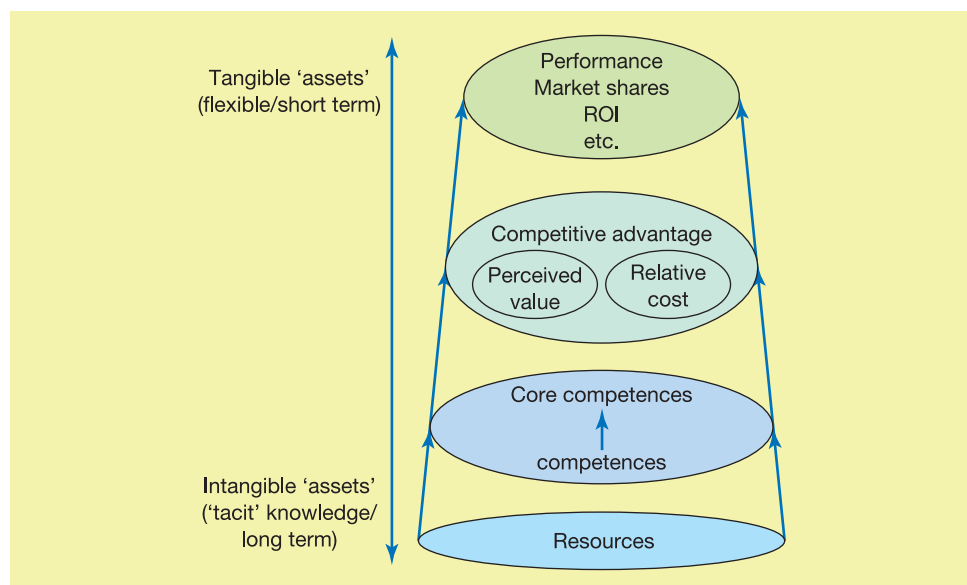 Tangible ‘assets’
(flexible/short term)
Performance
Market shares
ROI
etc.
Competitive advantage
Perceived
value
Relative
cost
Core competences
competences
Intangible ‘assets’
(‘tacit’ knowledge/
long term)
Resources